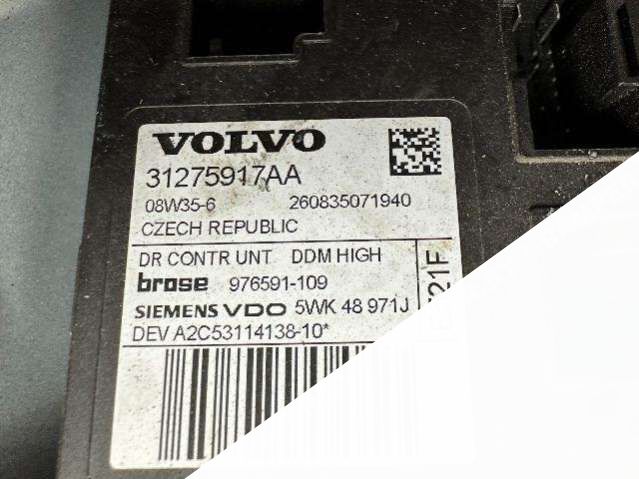 VOLVO
31275917AA
08W35-6 260835071940
CZECH REPUBLIC
DR CONTR UNT DDM HIGH
brose 976591-109
SIEMENS VDO 5WK 48 971J
DEV A2C53114138-10*